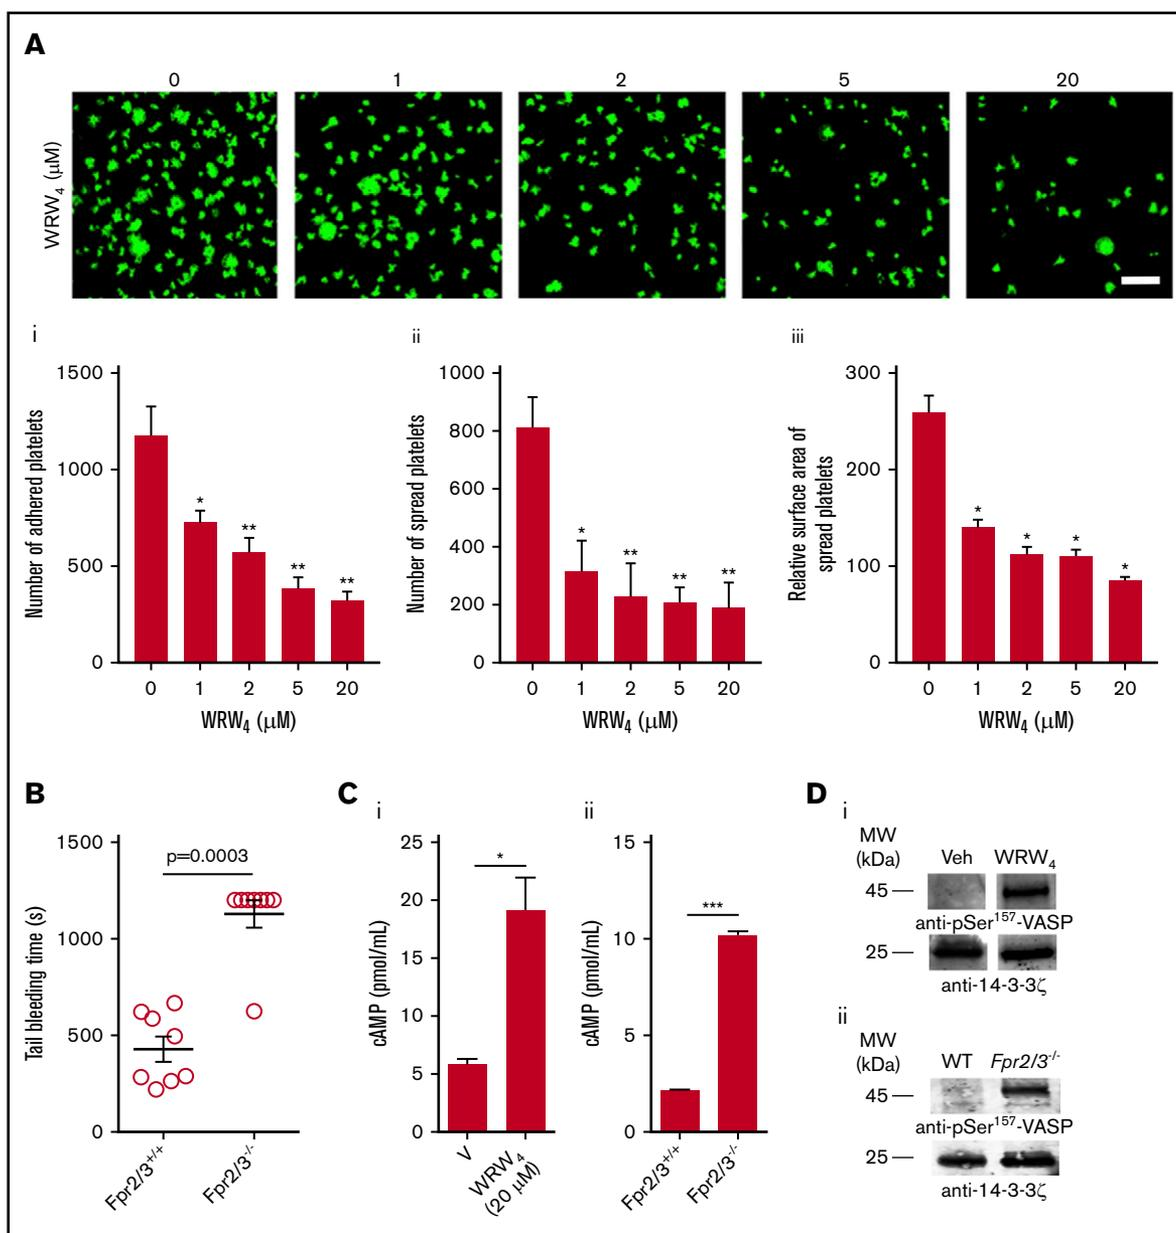 A
0 1 2 5 20
WRW4 (μM)
i
Number of adhered platelets
1500
1000
500
0
* ** ** **
0 1 2 5 20
WRW4 (μM)
ii
Number of spread platelets
1000
800
600
400
200
0
* ** ** **
0 1 2 5 20
WRW4 (μM)
iii
Relative surface area of
spread platelets
300
200
100
0
* * * *
0 1 2 5 20
WRW4 (μM)
B
Tail bleeding time (s)
1500
1000
500
0
p=0.0003
Fpr2/3+/+
Fpr2/3-/-
C
i
cAMP (pmol/mL)
25
20
15
10
5
0
*
V
WRW4
(20 μM)
ii
cAMP (pmol/mL)
15
10
5
0
***
Fpr2/3+/+
Fpr2/3-/-
D
i
MW
(kDa)
Veh WRW4
45
anti-pSer157-VASP
25
anti-14-3-3ζ
ii
MW
(kDa)
WT Fpr2/3-/-
45
anti-pSer157-VASP
25
anti-14-3-3ζ